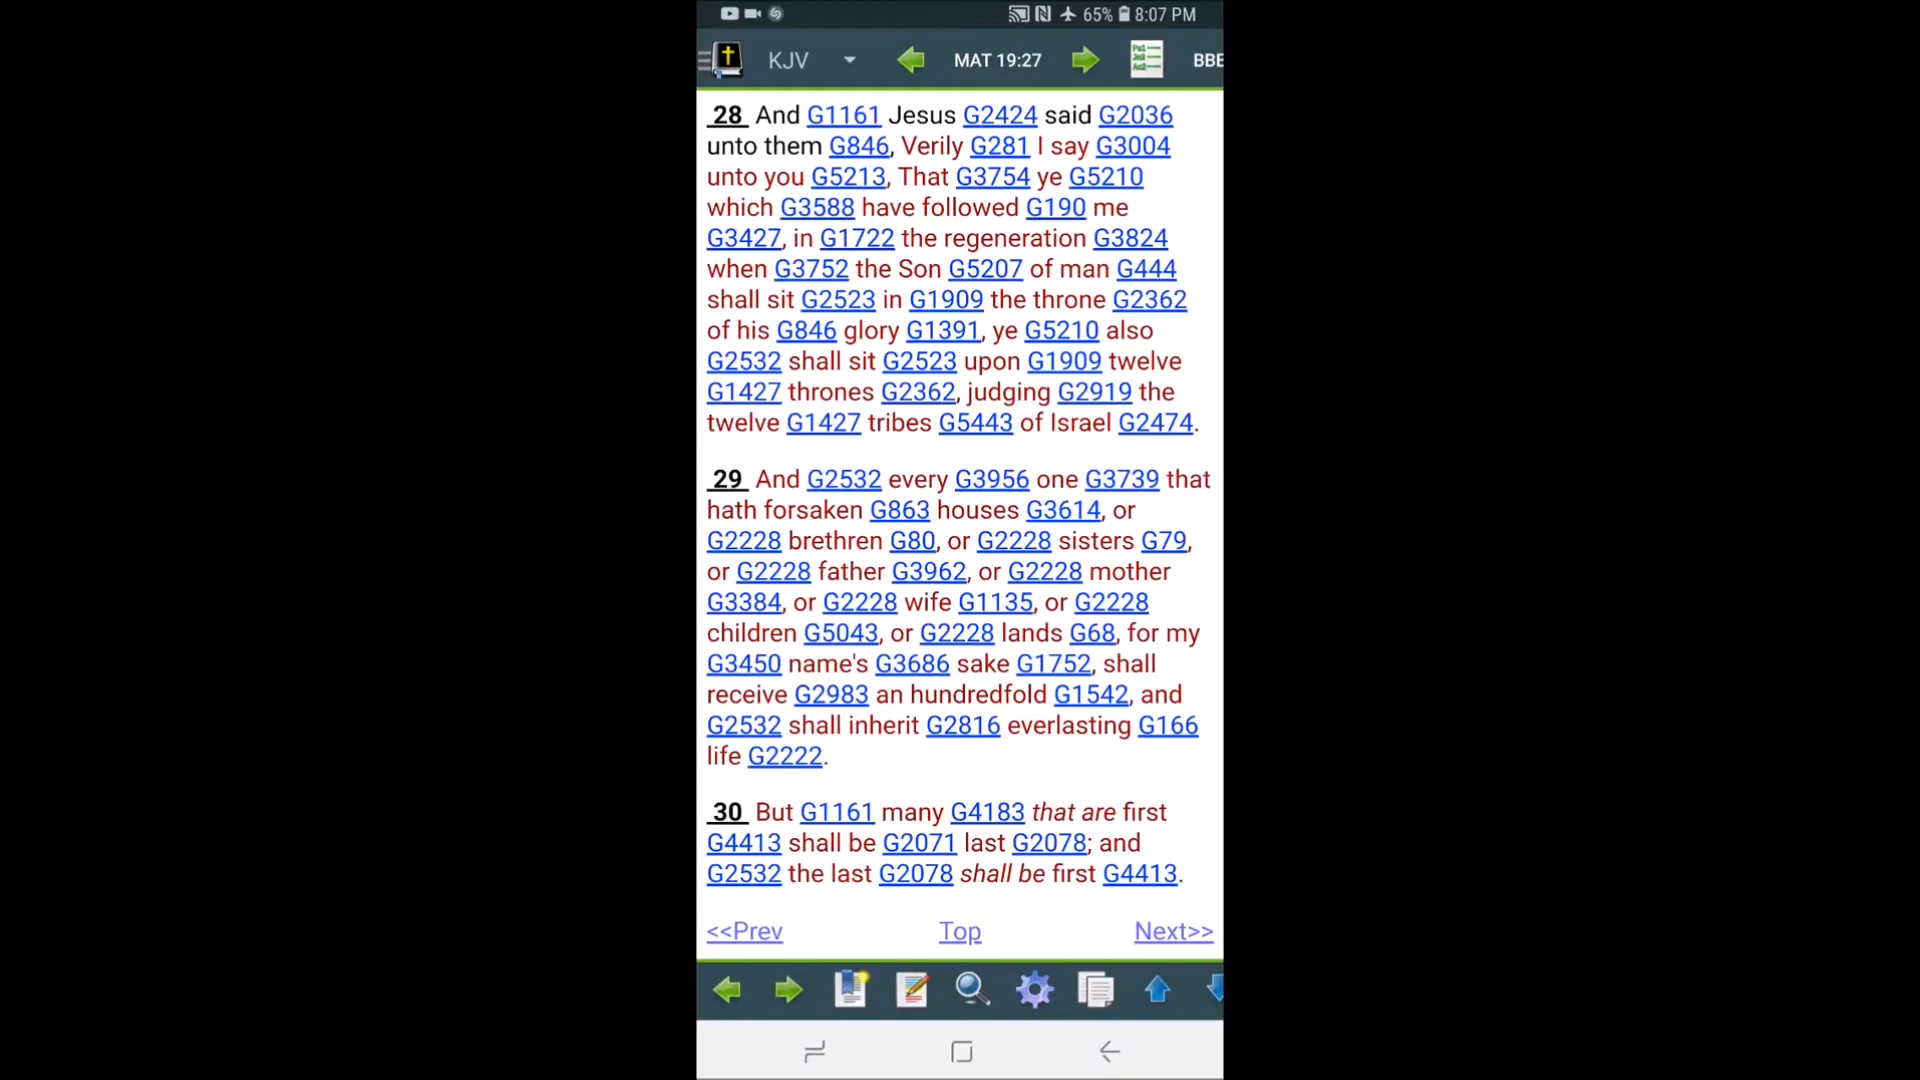 65% 8:07 PM
KJV MAT 19:27 BBE
28 And G1161 Jesus G2424 said G2036
unto them G846, Verily G281 I say G3004
unto you G5213, That G3754 ye G5210
which G3588 have followed G190 me
G3427, in G1722 the regeneration G3824
when G3752 the Son G5207 of man G444
shall sit G2523 in G1909 the throne G2362
of his G846 glory G1391, ye G5210 also
G2532 shall sit G2523 upon G1909 twelve
G1427 thrones G2362, judging G2919 the
twelve G1427 tribes G5443 of Israel G2474.
29 And G2532 every G3956 one G3739 that
hath forsaken G863 houses G3614, or
G2228 brethren G80, or G2228 sisters G79,
or G2228 father G3962, or G2228 mother
G3384, or G2228 wife G1135, or G2228
children G5043, or G2228 lands G68, for my
G3450 name's G3686 sake G1752, shall
receive G2983 an hundredfold G1542, and
G2532 shall inherit G2816 everlasting G166
life G2222.
30 But G1161 many G4183 that are first
G4413 shall be G2071 last G2078; and
G2532 the last G2078 shall be first G4413.
<<Prev Top Next>>